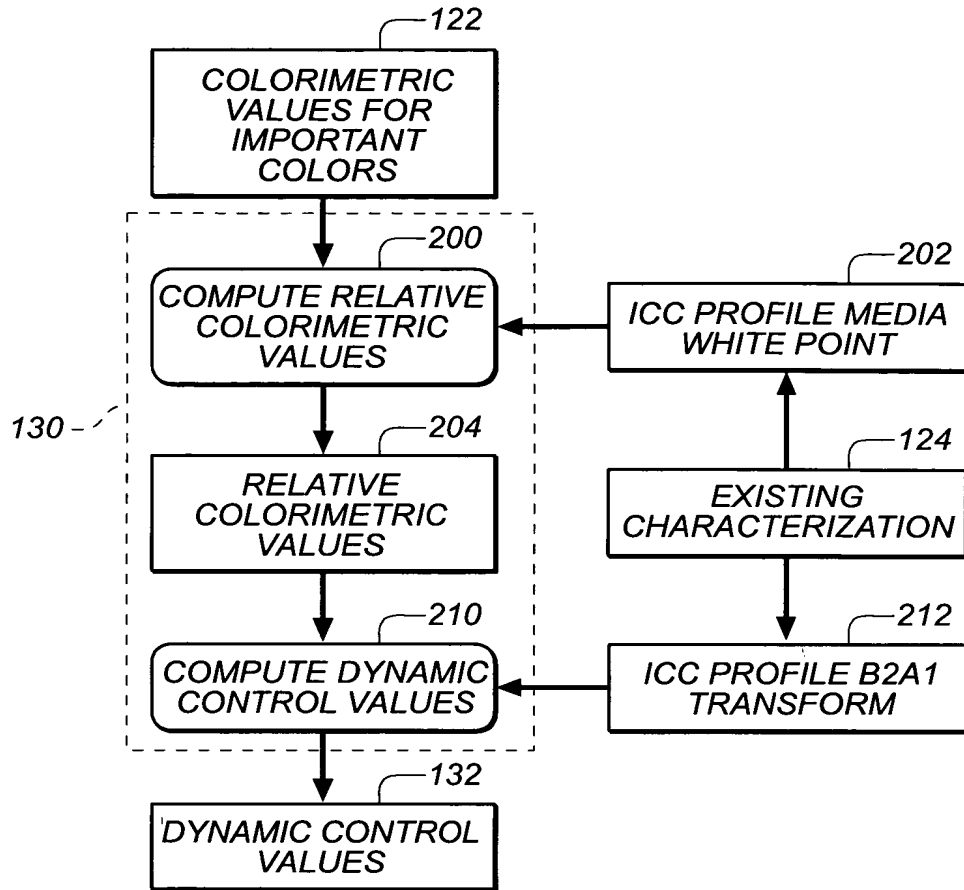 122
COLORIMETRIC
VALUES FOR
IMPORTANT
COLORS
200
COMPUTE RELATIVE
COLORIMETRIC
VALUES
202
ICC PROFILE MEDIA
WHITE POINT
130
204
RELATIVE
COLORIMETRIC
VALUES
124
EXISTING
CHARACTERIZATION
210
COMPUTE DYNAMIC
CONTROL VALUES
212
ICC PROFILE B2A1
TRANSFORM
132
DYNAMIC CONTROL
VALUES